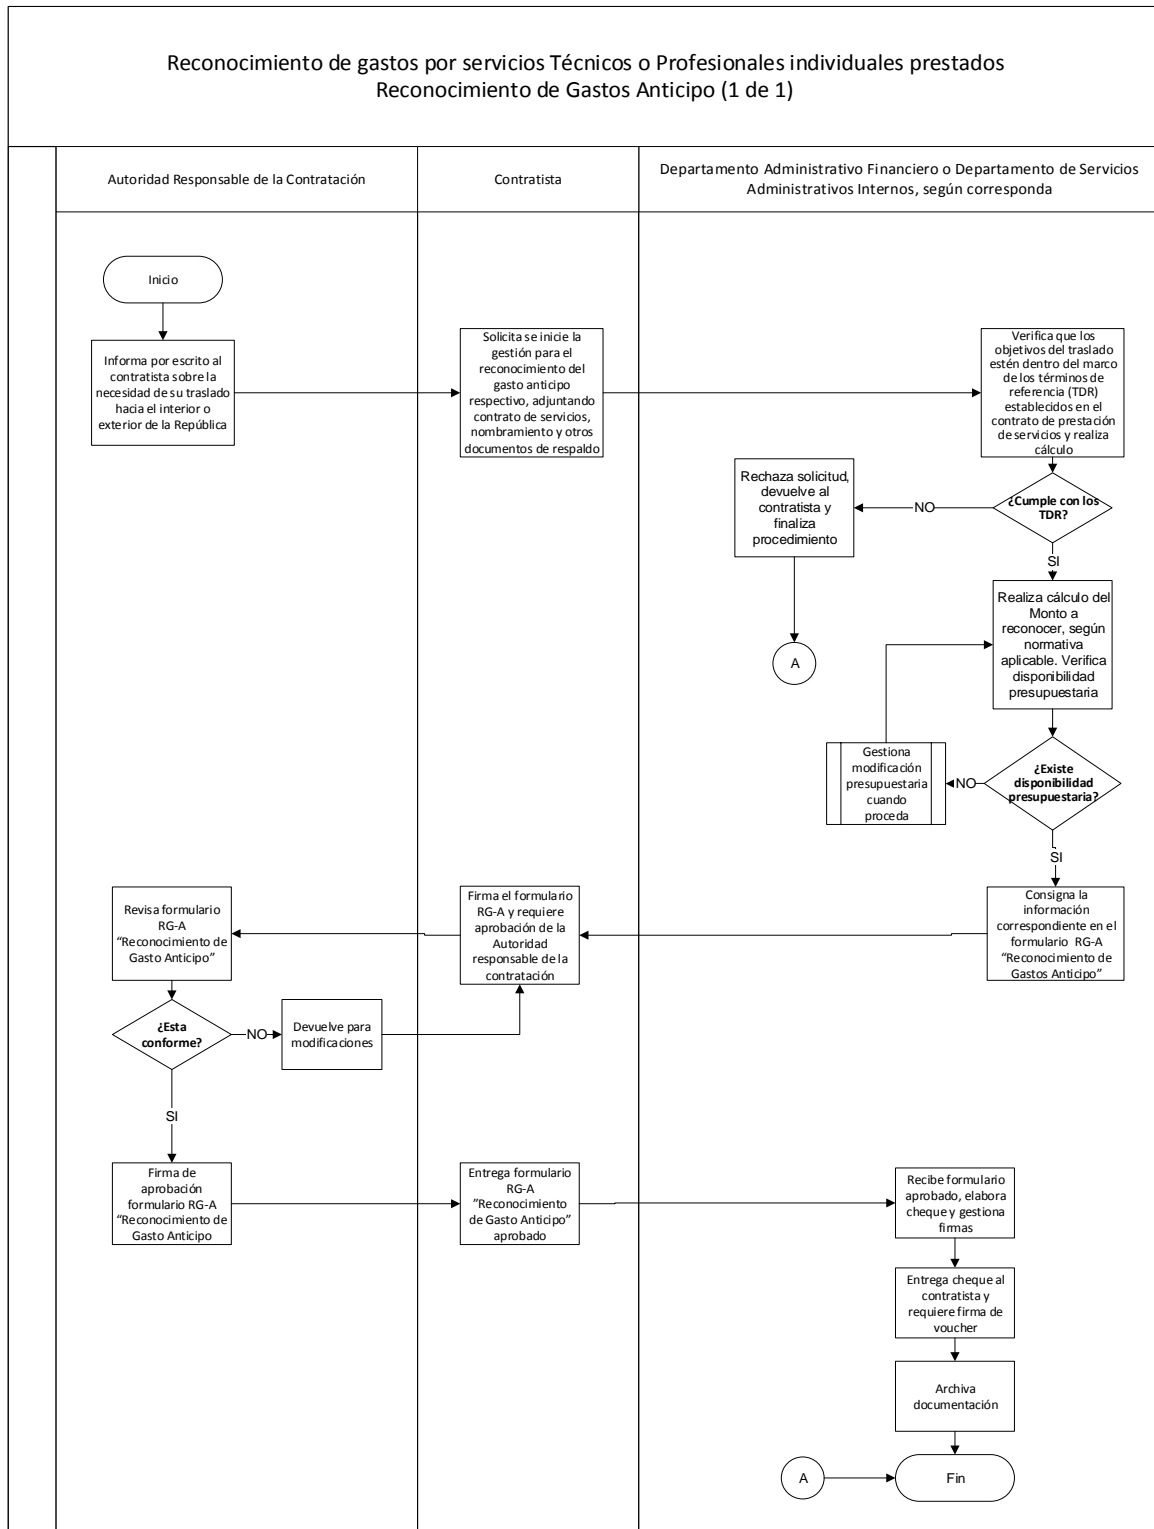 Reconocimiento de gastos por servicios Técnicos o Profesionales individuales prestados
Reconocimiento de Gastos Anticipo (1 de 1)
Autoridad Responsable de la Contratación
Contratista
Departamento Administrativo Financiero o Departamento de Servicios
Administrativos Internos, según corresponda
Inicio
Informa por escrito al
contratista sobre la
necesidad de su traslado
hacia el interior o
exterior de la República
Solicita se inicie la
gestión para el
reconocimiento del
gasto anticipo
respectivo, adjuntando
contrato de servicios,
nombramiento y otros
documentos de respaldo
Verifica que los
objetivos del traslado
estén dentro del marco
de los términos de
referencia (TDR)
establecidos en el
contrato de prestación
de servicios y realiza
cálculo
¿Cumple con los
TDR?
NO
Rechaza solicitud,
devuelve al
contratista y
finaliza
procedimiento
A
SI
Realiza cálculo del
Monto a
reconocer, según
normativa
aplicable. Verifica
disponibilidad
presupuestaria
¿Existe
disponibilidad
presupuestaria?
NO
Gestiona
modificación
presupuestaria
cuando
proceda
SI
Consigna la
información
correspondiente en el
formulario RG-A
“Reconocimiento de
Gastos Anticipo”
Firma el formulario
RG-A y requiere
aprobación de la
Autoridad
responsable de la
contratación
Revisa formulario
RG-A
“Reconocimiento de
Gasto Anticipo”
¿Esta
conforme?
NO
Devuelve para
modificaciones
SI
Firma de
aprobación
formulario RG-A
“Reconocimiento de
Gasto Anticipo
Entrega formulario
RG-A
”Reconocimiento
de Gasto Anticipo”
aprobado
Recibe formulario
aprobado, elabora
cheque y gestiona
firmas
Entrega cheque al
contratista y
requiere firma de
voucher
Archiva
documentación
A
Fin